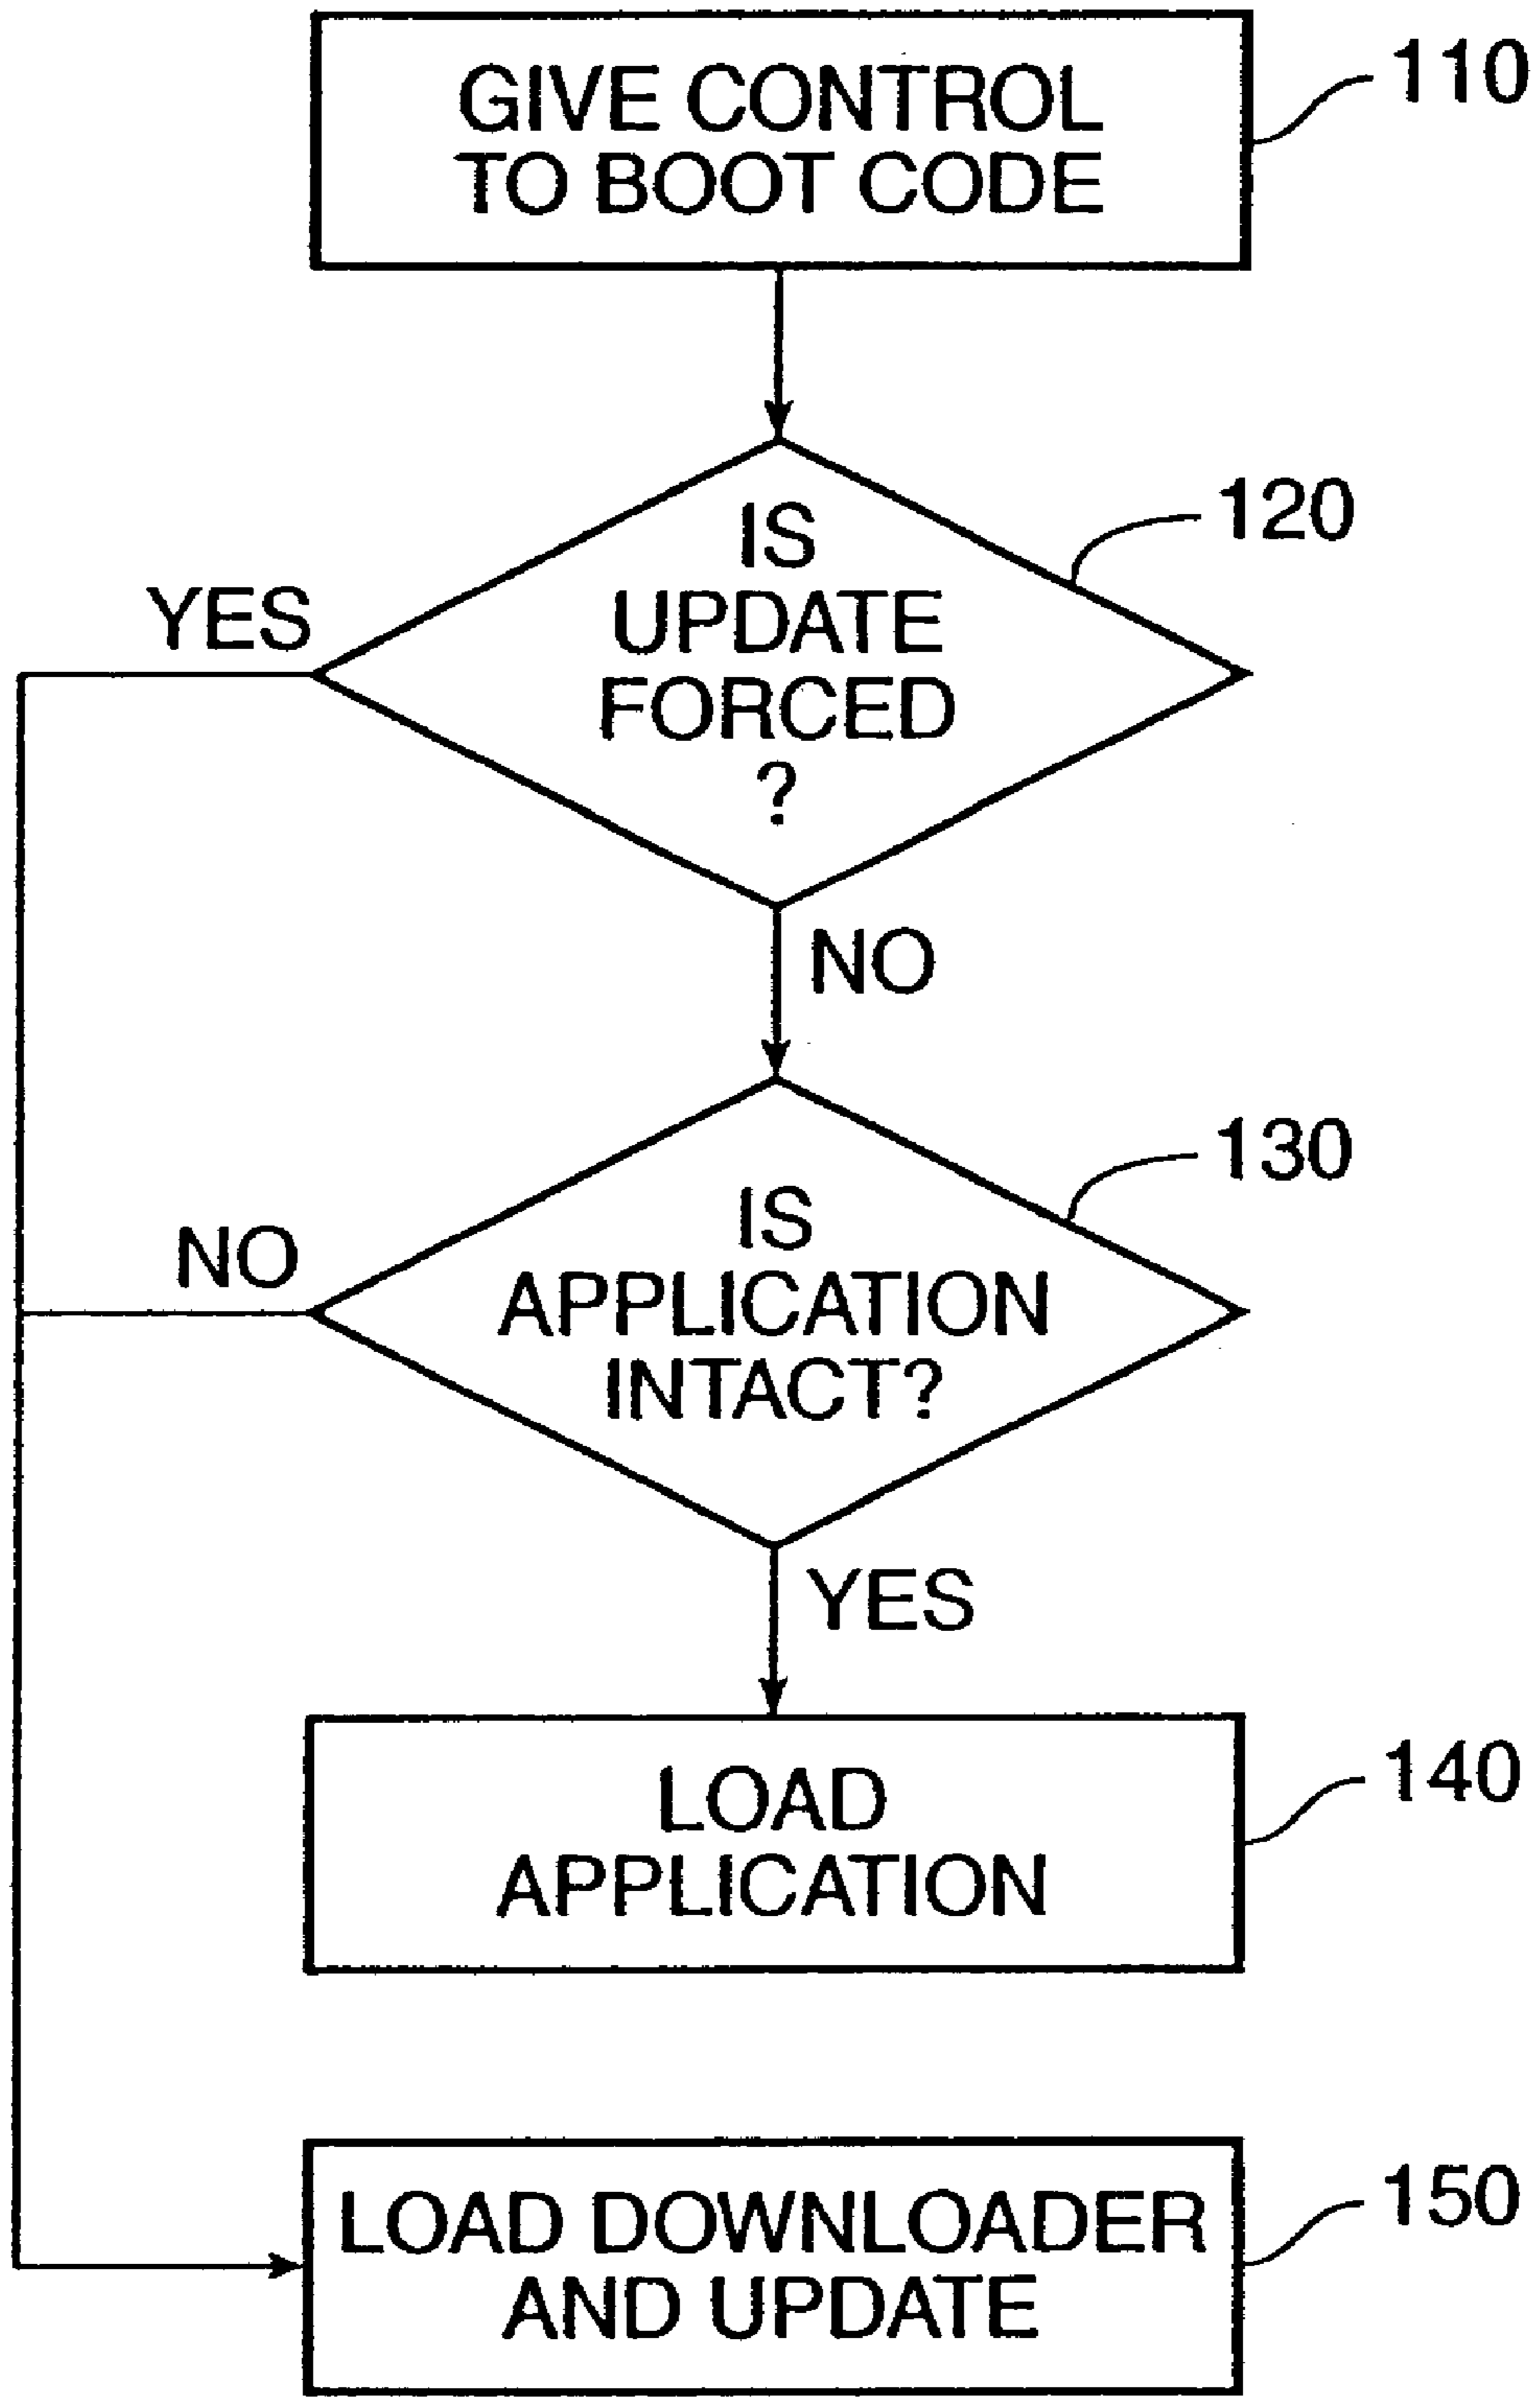 GIVE CONTROL
TO BOOT CODE
110
IS
UPDATE
FORCED
?
120
YES
NO
IS
APPLICATION
INTACT?
130
NO
YES
LOAD
APPLICATION
140
LOAD DOWNLOADER
AND UPDATE
150